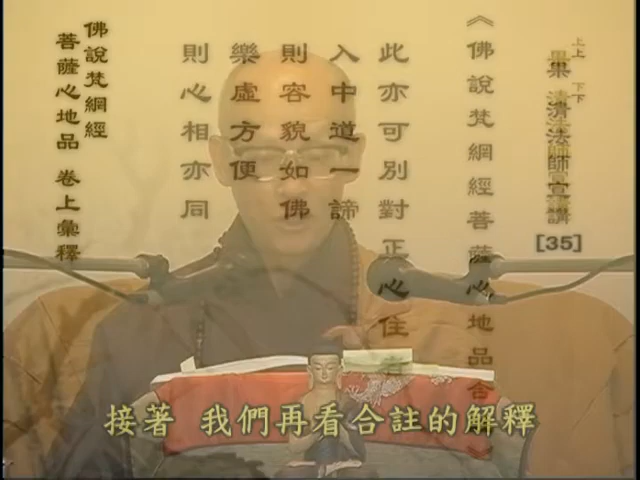 上果下清法師宣講
[35]
《佛說梵網經菩薩心地品合
此亦可別對正心住
入中道一諦
則容貌如佛
樂虛方便
則心相亦同
佛說梵網經
菩薩心地品 卷上彙釋
接著 我們再看合註的解釋